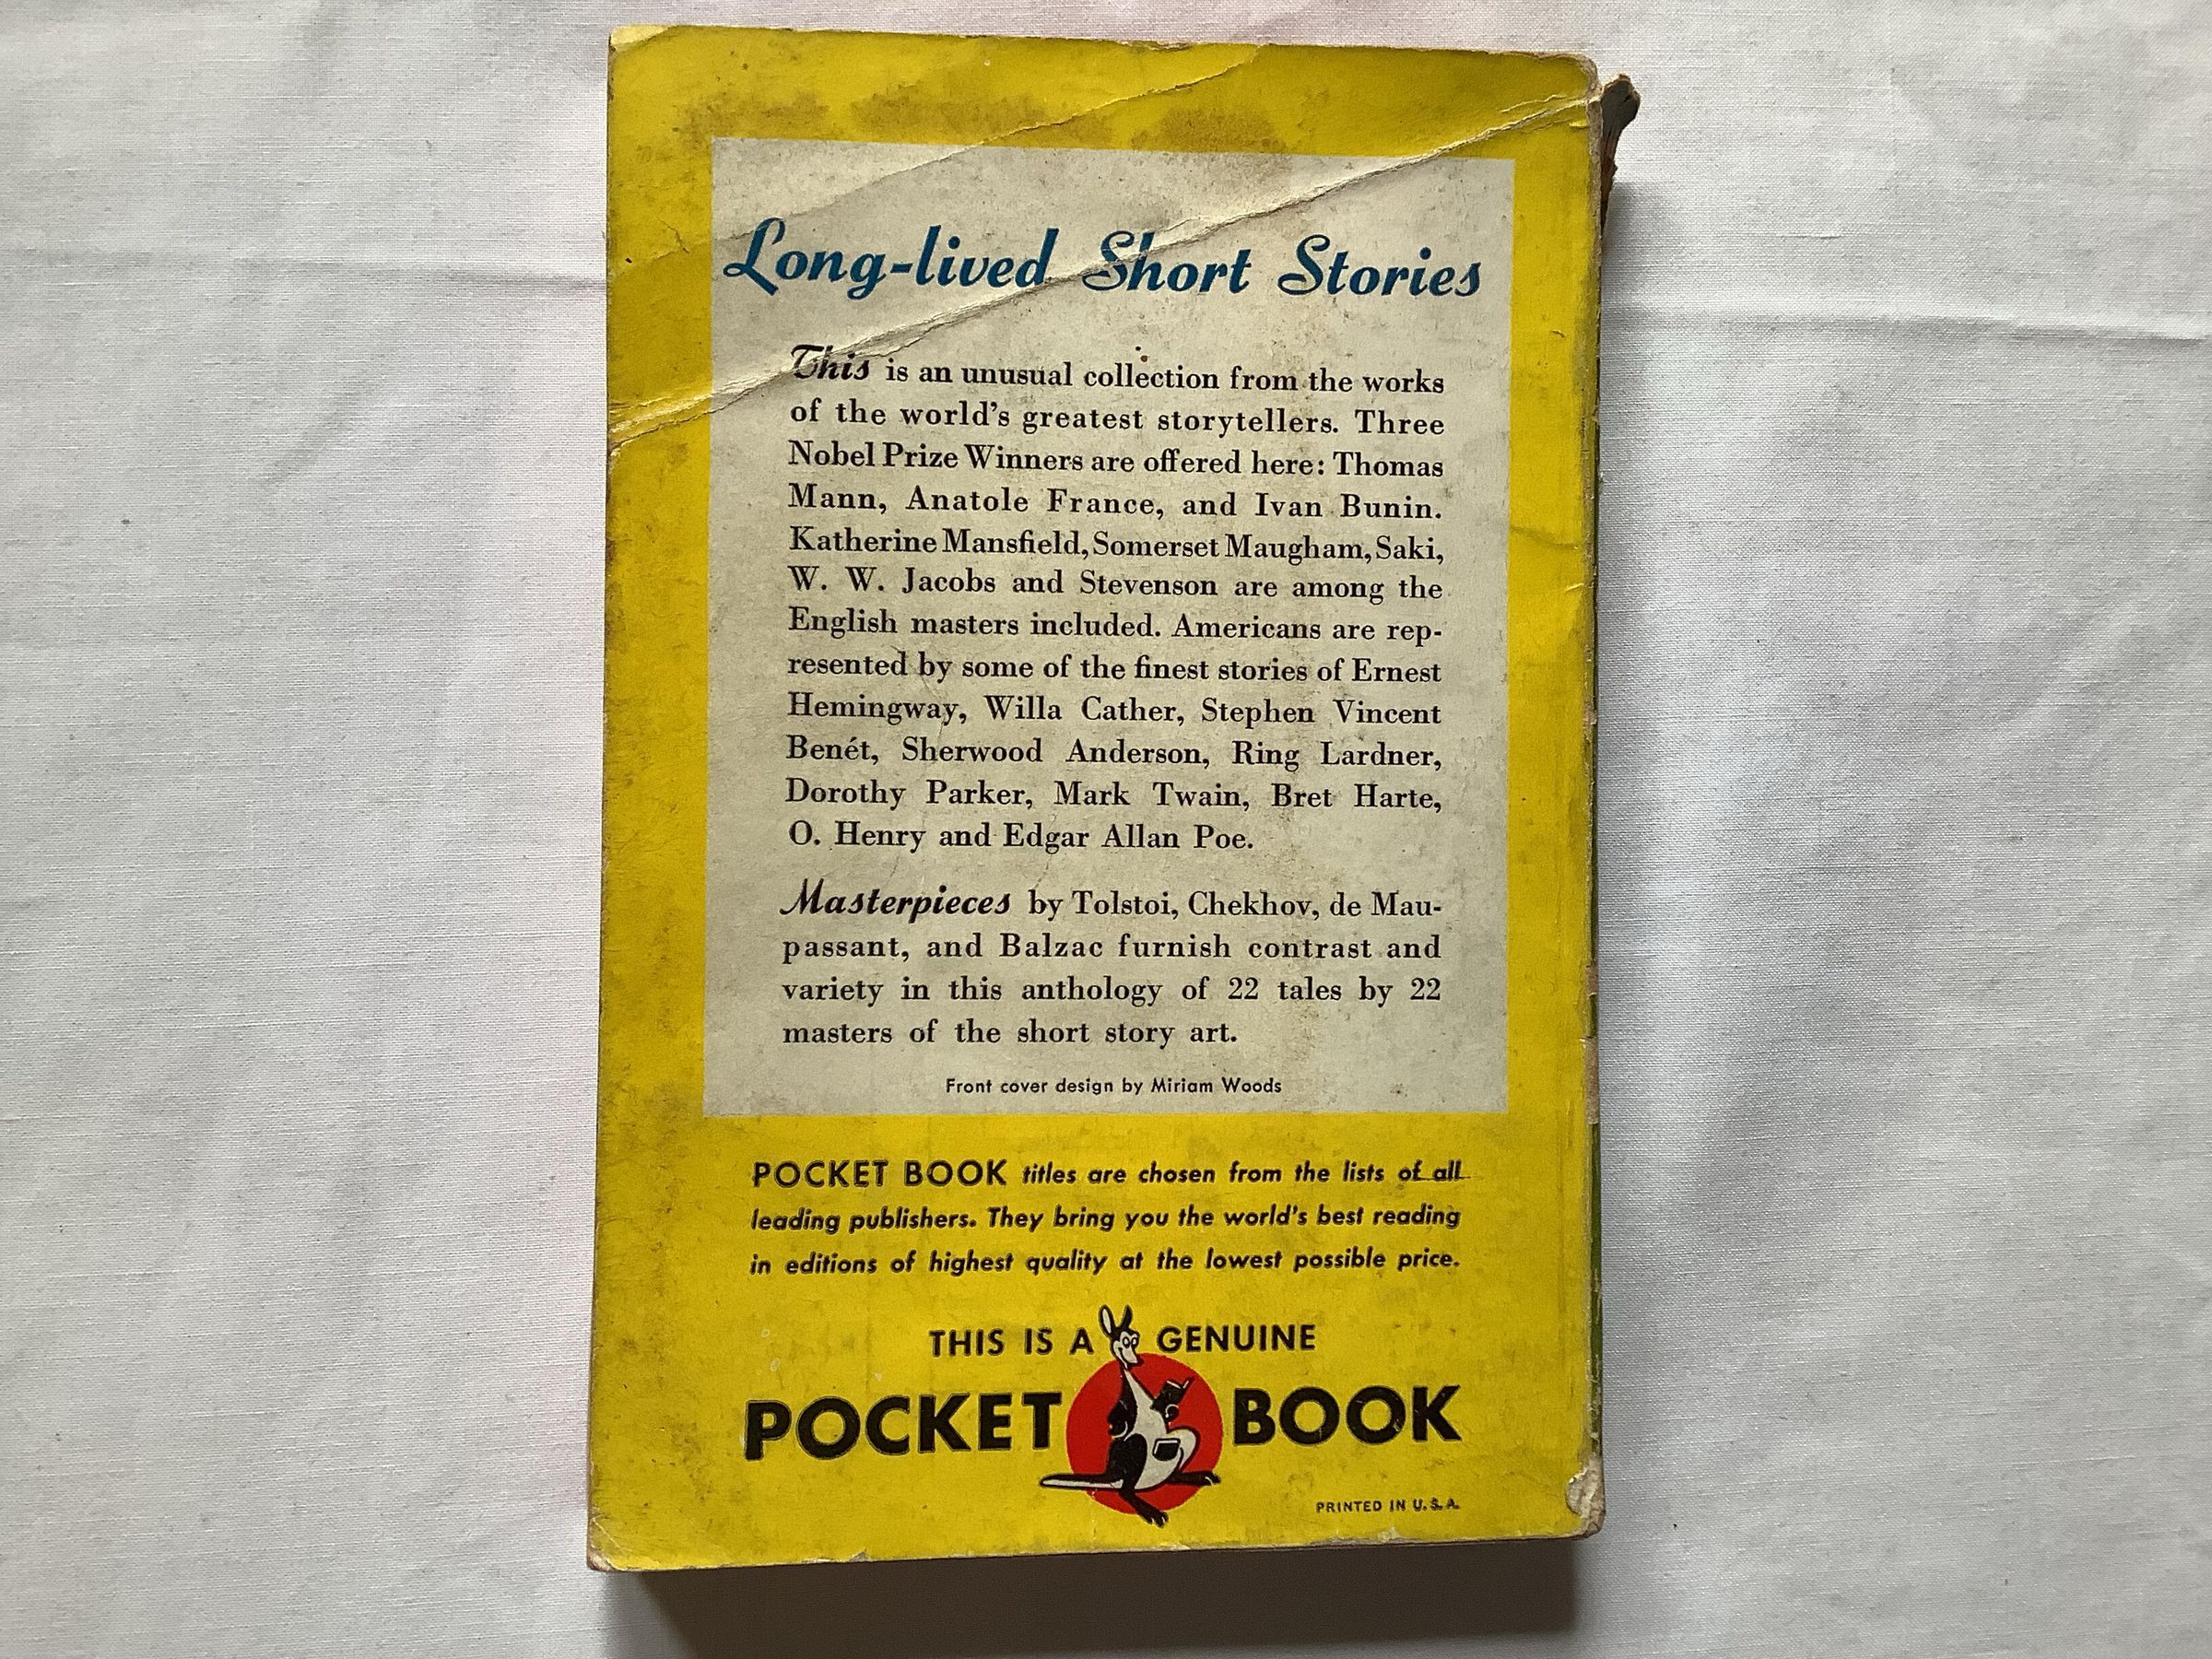 Long-lived Short Stories
This is an unusual collection from the works
of the world's greatest storytellers. Three
Nobel Prize Winners are offered here: Thomas
Mann, Anatole France, and Ivan Bunin.
Katherine Mansfield, Somerset Maugham, Saki,
W. W. Jacobs and Stevenson are among the
English masters included. Americans are rep-
resented by some of the finest stories of Ernest
Hemingway, Willa Cather, Stephen Vincent
Benét, Sherwood Anderson, Ring Lardner,
Dorothy Parker, Mark Twain, Bret Harte,
O. Henry and Edgar Allan Poe.
Masterpieces by Tolstoi, Chekhov, de Mau-
passant, and Balzac furnish contrast and
variety in this anthology of 22 tales by 22
masters of the short story art.
Front cover design by Miriam Woods
POCKET BOOK titles are chosen from the lists of all
leading publishers. They bring you the world's best reading
in editions of highest quality at the lowest possible price.
THIS IS A GENUINE
POCKET BOOK
PRINTED IN U.S.A.